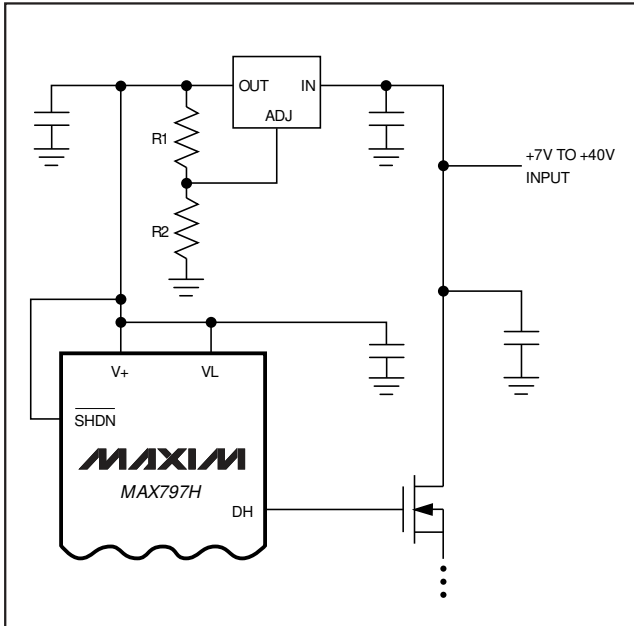 OUT IN
ADJ
R1
+7V TO +40V
INPUT
R2
V+ VL
SHDN
MAXIM
MAX797H
DH